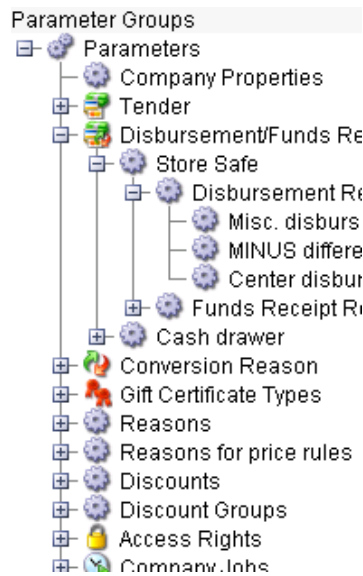 Parameter Groups
Parameters
Company Properties
Tender
Disbursement/Funds Re
Store Safe
Disbursement Re
Misc. disburs
MINUS differe
Center disbur
Funds Receipt Re
Cash drawer
Conversion Reason
Gift Certificate Types
Reasons
Reasons for price rules
Discounts
Discount Groups
Access Rights
Company Jobs